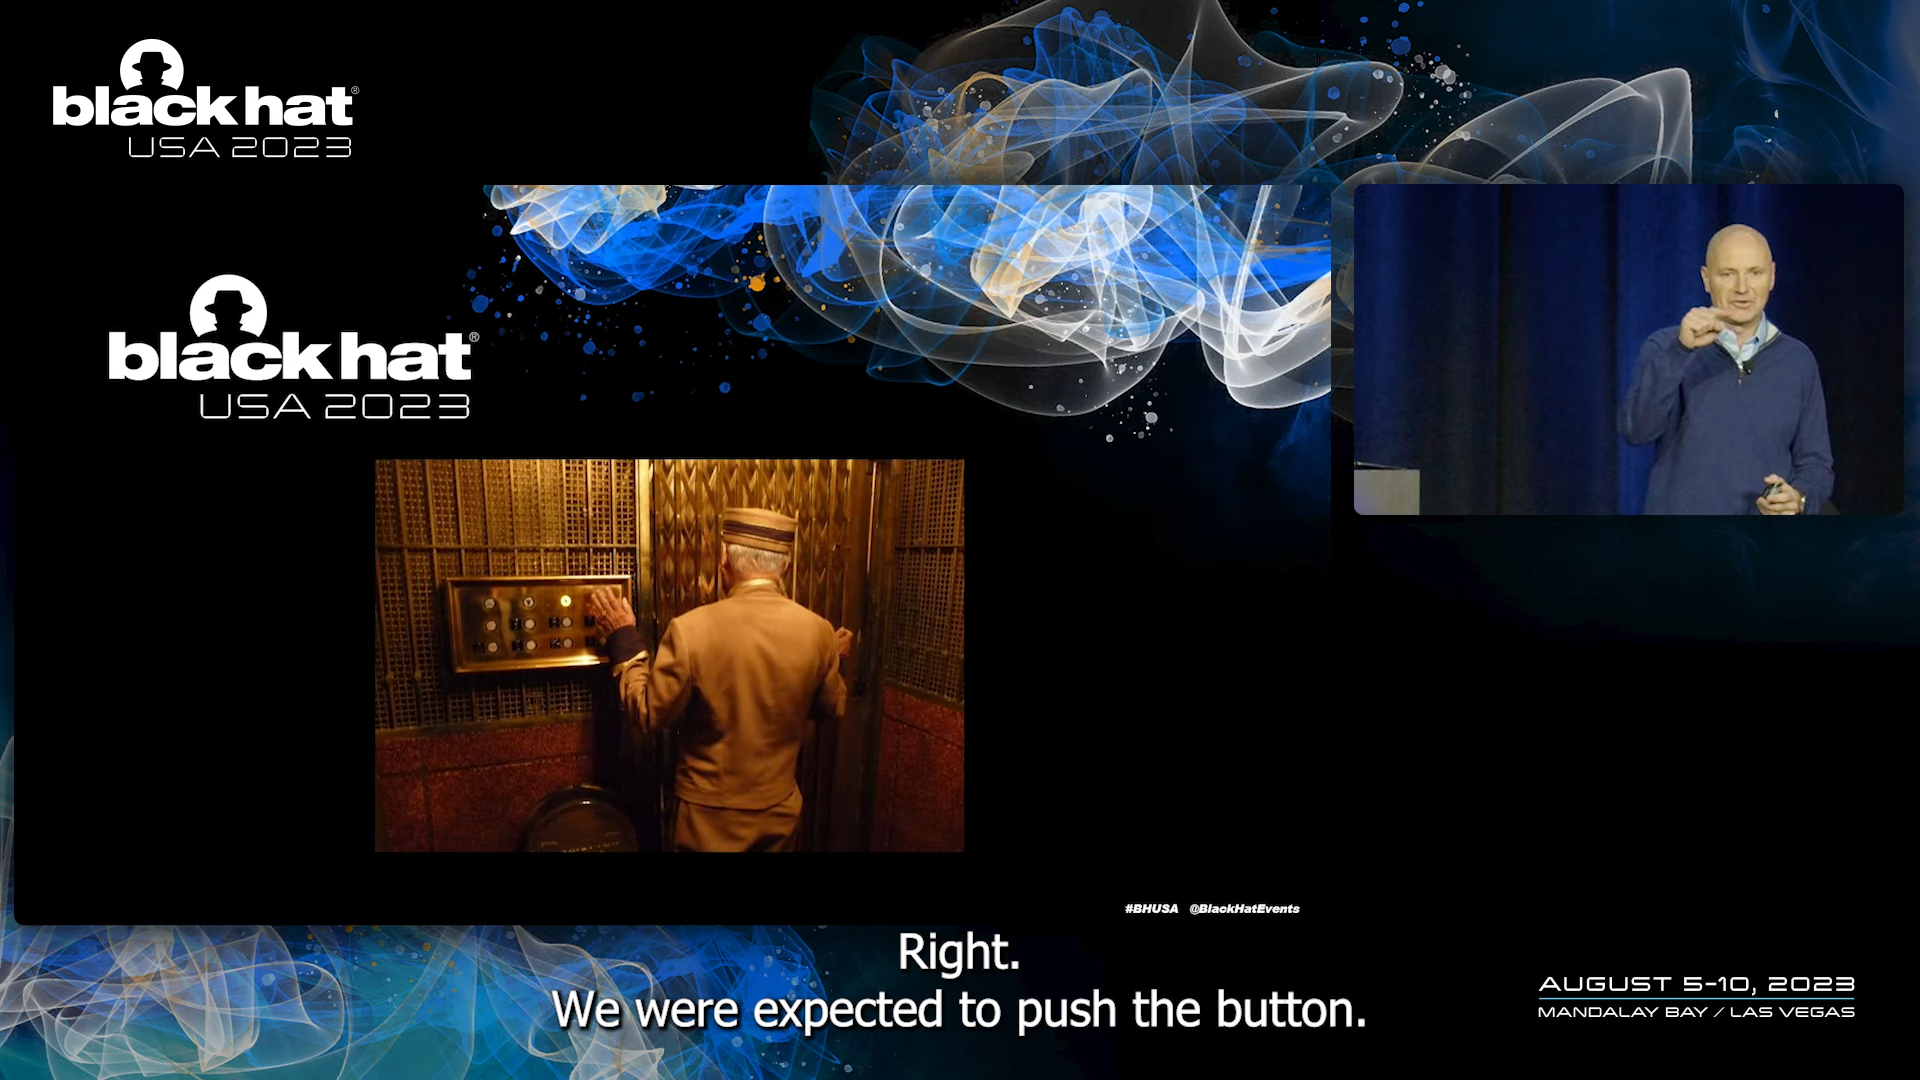 black hat®
USA 2023
black hat®
USA 2023
#BHUSA @BlackHatEvents
Right.
We were expected to push the button.
AUGUST 5-10, 2023
MANDALAY BAY / LAS VEGAS